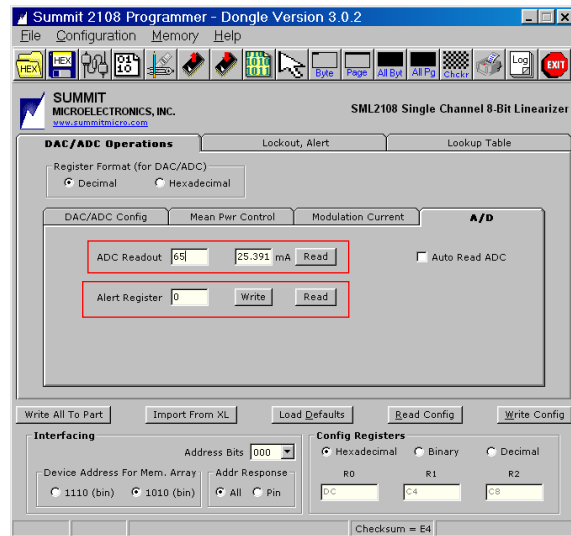 Summit 2108 Programmer - Dongle Version 3.0.2
File Configuration Memory Help
HEX HEX Byte Page All Byt All Pg Chckr Log EXIT
SUMMIT
MICROELECTRONICS, INC.
www.summitmicro.com
SML2108 Single Channel 8-Bit Linearizer
DAC/ADC Operations Lockout, Alert Lookup Table
Register Format (for DAC/ADC)
Decimal Hexadecimal
DAC/ADC Config Mean Pwr Control Modulation Current A/D
ADC Readout 65 25.391 mA Read Auto Read ADC
Alert Register 0 Write Read
Write All To Part Import From XL Load Defaults Read Config Write Config
Interfacing
Address Bits 000
Device Address For Mem. Array Addr Response
1110 (bin) 1010 (bin) All Pin
Config Registers
Hexadecimal Binary Decimal
R0 R1 R2
DC C4 C8
Checksum = E4